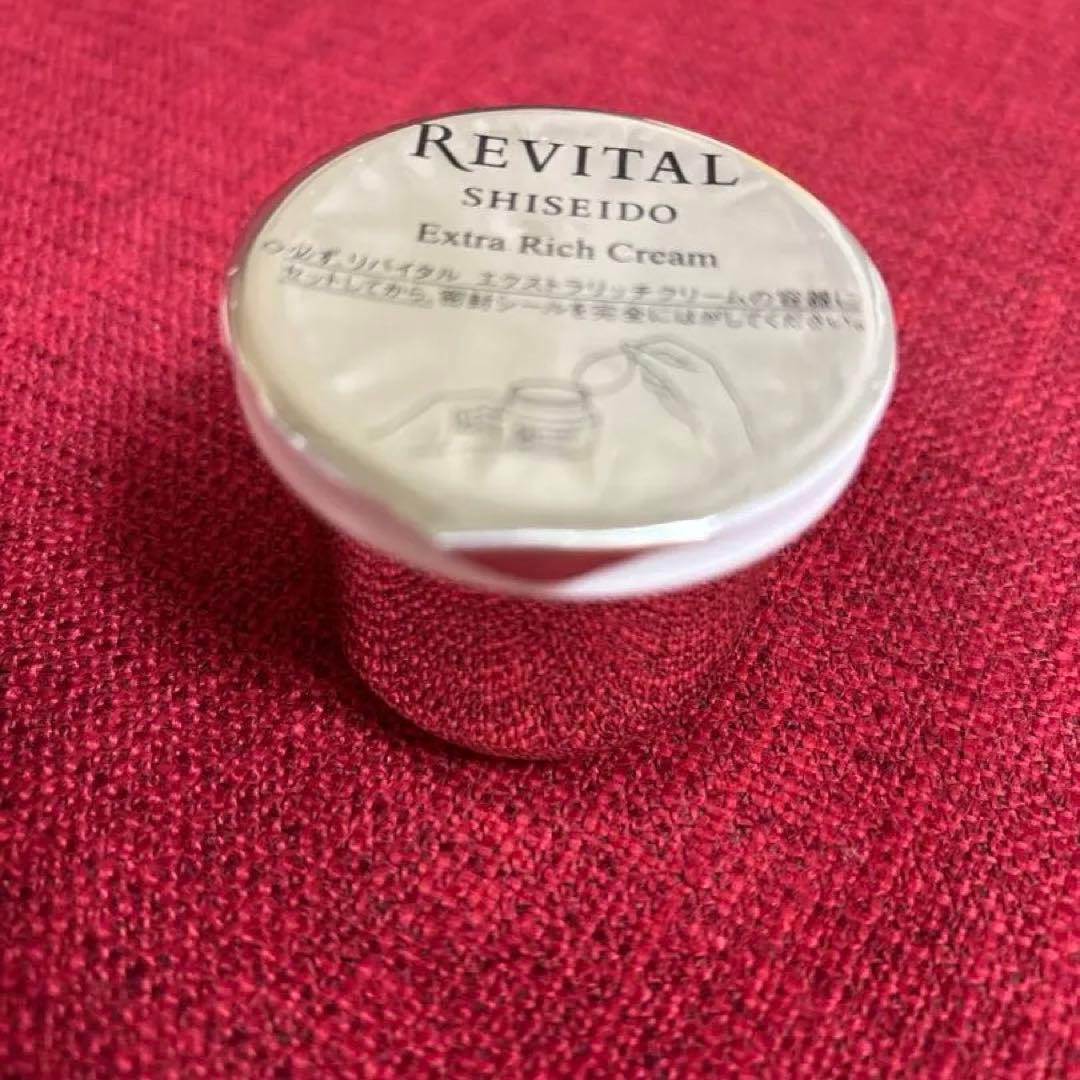 REVITAL
SHISEIDO
Extra Rich Cream
◇必ず、リバイタル エクストラリッチクリームの容器に
セットしてから、密封シールを完全にはがしてください。